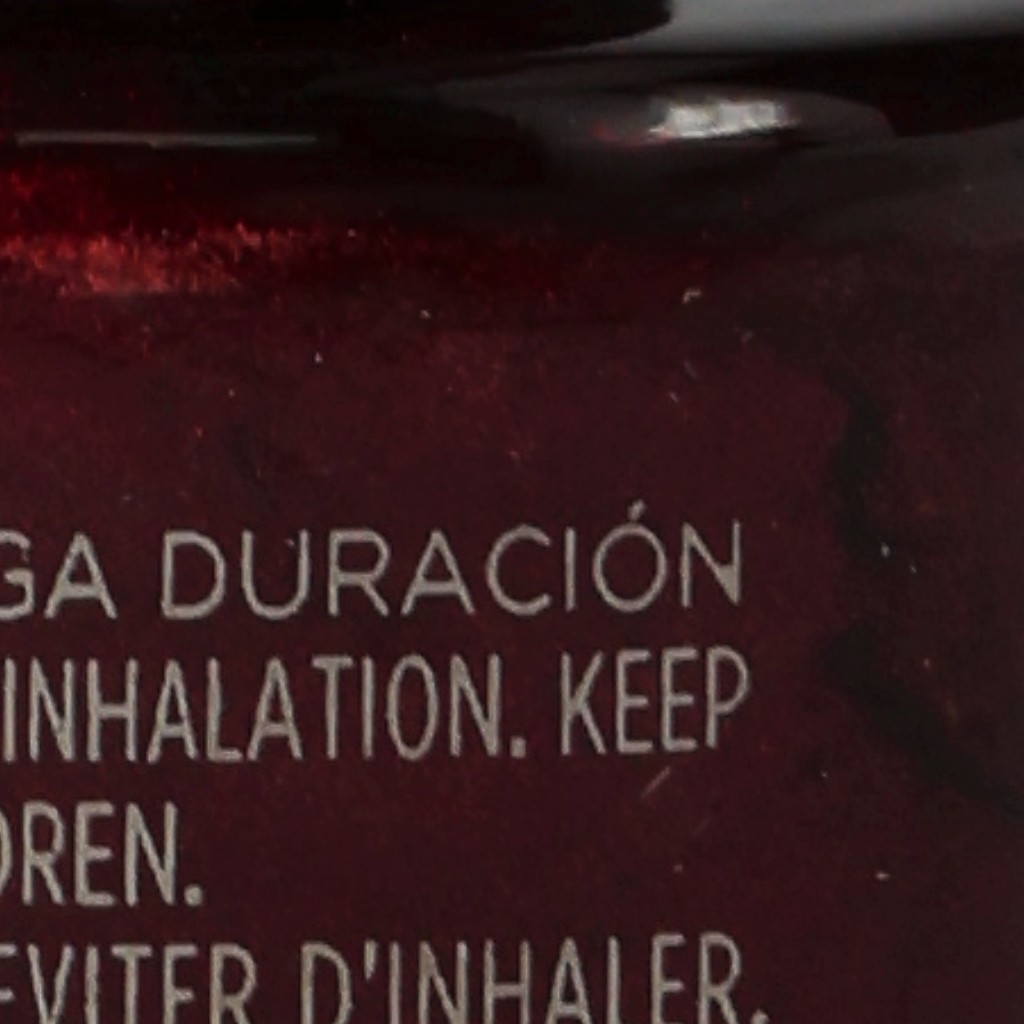 GA DURACIÓN
INHALATION. KEEP
DREN.
EVITER D'INHALER.